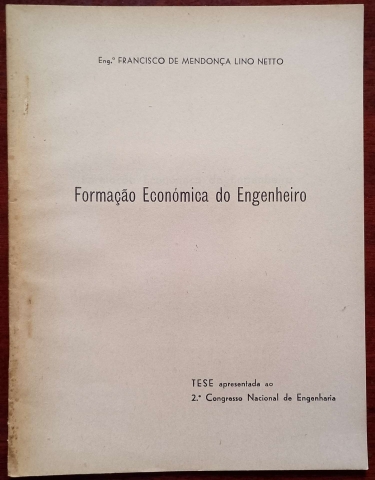 Eng.º FRANCISCO DE MENDONÇA LINO NETTO
Formação Económica do Engenheiro
TESE apresentada ao
2.º Congresso Nacional de Engenharia